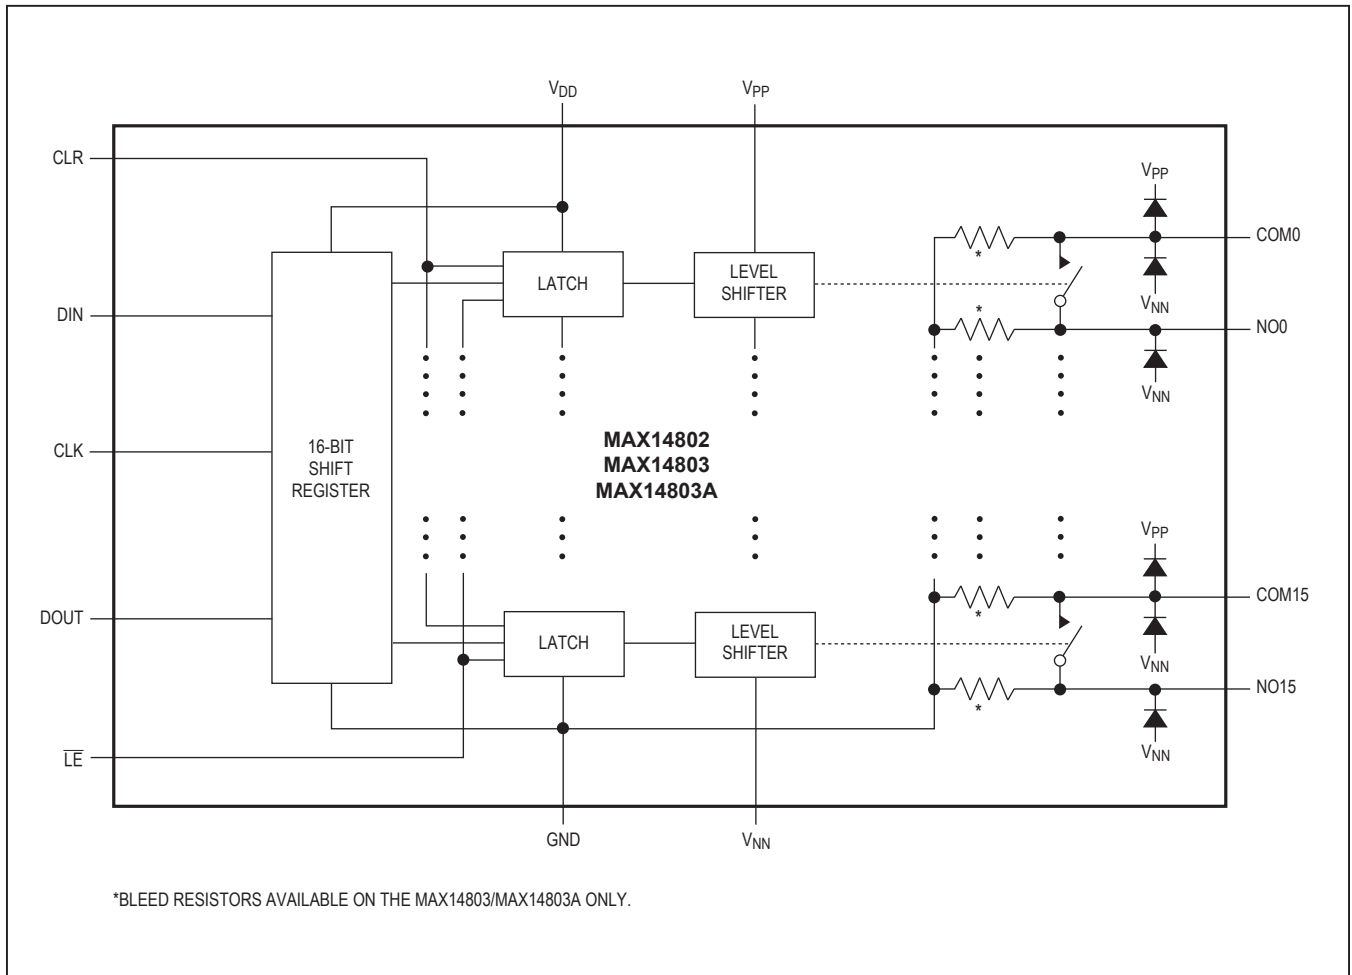 VDD
VPP
CLR
VPP
COM0
LATCH
LEVEL
SHIFTER
*
VNN
DIN
*
NO0
VNN
MAX14802
MAX14803
MAX14803A
CLK
16-BIT
SHIFT
REGISTER
VPP
COM15
DOUT
LATCH
LEVEL
SHIFTER
*
VNN
NO15
*
VNN
LE
GND
VNN
*BLEED RESISTORS AVAILABLE ON THE MAX14803/MAX14803A ONLY.